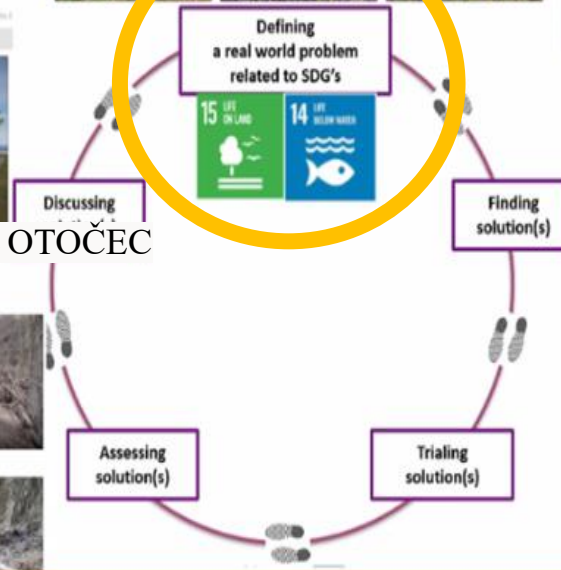 Defining
a real world problem
related to SDG's
15 LIFE
ON LAND
14 LIFE
BELOW WATER
Discussing
OTOČEC
Finding
solution(s)
Assessing
solution(s)
Trialing
solution(s)